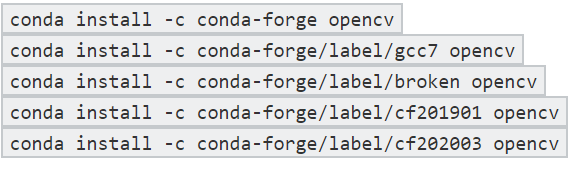 conda install -c conda-forge opencv
conda install -c conda-forge/label/gcc7 opencv
conda install -c conda-forge/label/broken opencv
conda install -c conda-forge/label/cf201901 opencv
conda install -c conda-forge/label/cf202003 opencv